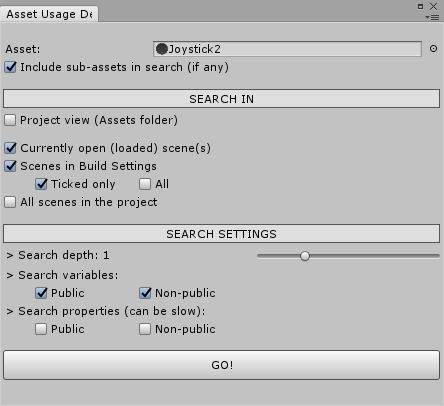 Asset Usage De
Asset: Joystick2
Include sub-assets in search (if any)
SEARCH IN
Project view (Assets folder)
Currently open (loaded) scene(s)
Scenes in Build Settings
Ticked only All
All scenes in the project
SEARCH SETTINGS
> Search depth: 1
> Search variables:
Public Non-public
> Search properties (can be slow):
Public Non-public
GO!